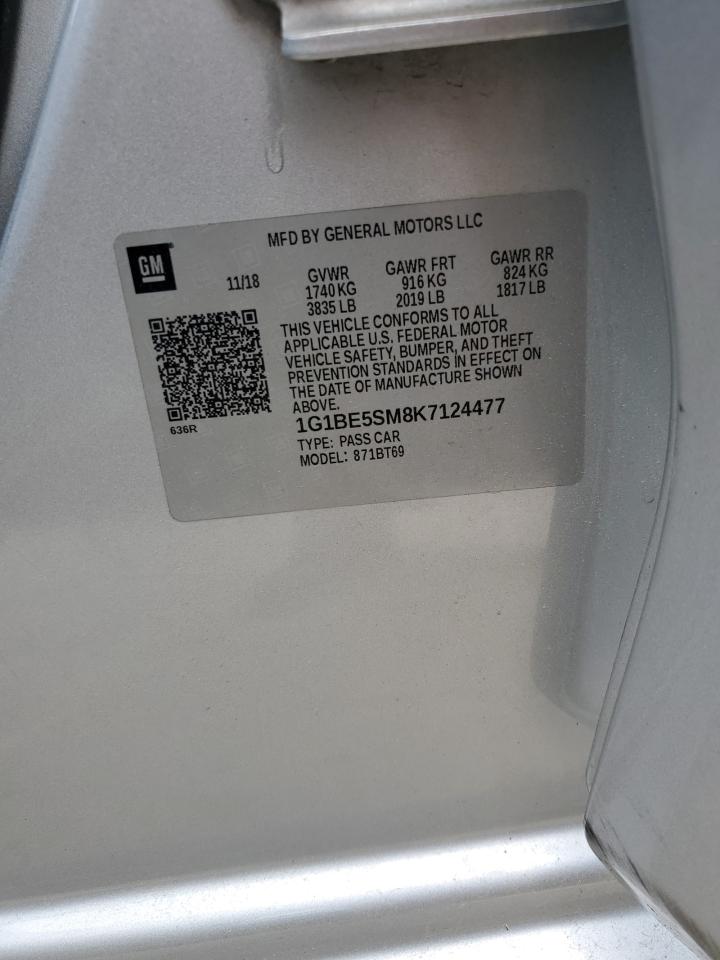 MFD BY GENERAL MOTORS LLC
GM
11/18
GVWR
1740 KG
3835 LB
GAWR FRT
916 KG
2019 LB
GAWR RR
824 KG
1817 LB
THIS VEHICLE CONFORMS TO ALL
APPLICABLE U.S. FEDERAL MOTOR
VEHICLE SAFETY, BUMPER, AND THEFT
PREVENTION STANDARDS IN EFFECT ON
THE DATE OF MANUFACTURE SHOWN
ABOVE.
636R
1G1BE5SM8K7124477
TYPE: PASS CAR
MODEL: 871BT69